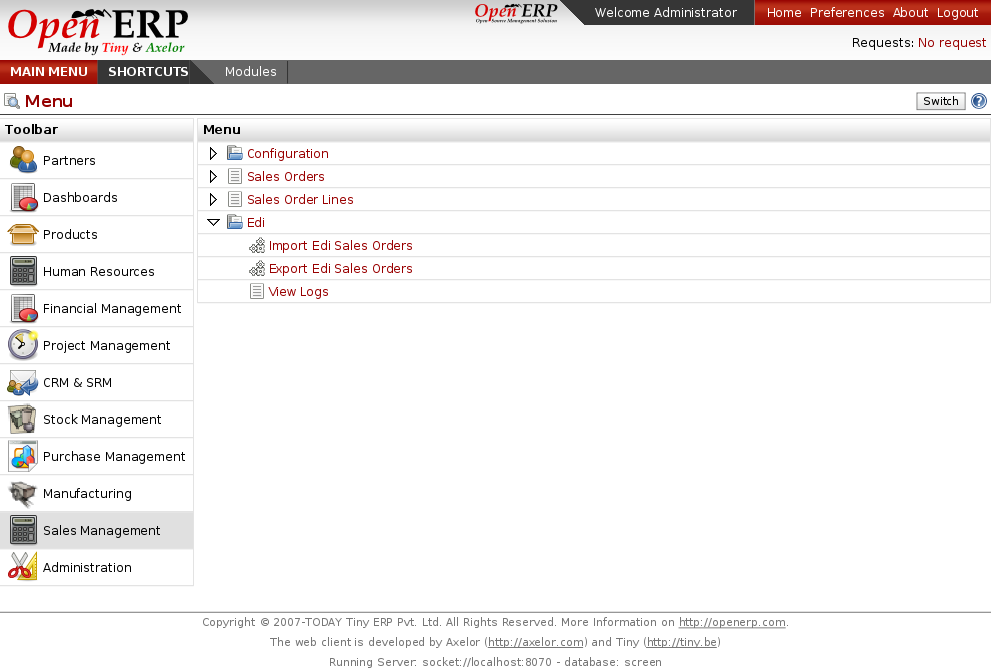 Open ERP
Made by Tiny & Axelor
Open ERP
Open Source Management Solution
Welcome Administrator
Home Preferences About Logout
Requests: No request
MAIN MENU SHORTCUTS Modules
Menu
Switch
?
Toolbar
Partners
Dashboards
Products
Human Resources
Financial Management
Project Management
CRM & SRM
Stock Management
Purchase Management
Manufacturing
Sales Management
Administration
Menu
Configuration
Sales Orders
Sales Order Lines
Edi
Import Edi Sales Orders
Export Edi Sales Orders
View Logs
Copyright © 2007-TODAY Tiny ERP Pvt. Ltd. All Rights Reserved. More Information on http://openerp.com.
The web client is developed by Axelor (http://axelor.com) and Tiny (http://tiny.be)
Running Server: socket://localhost:8070 - database: screen